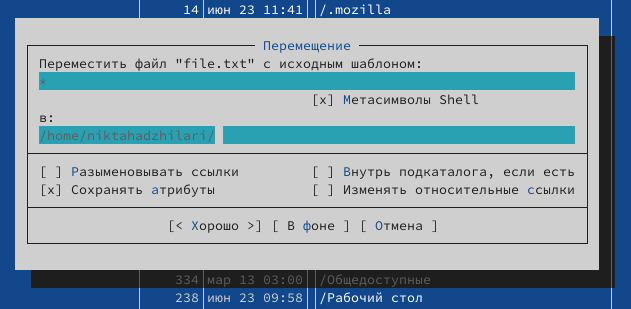 14 июн 23 11:41 /.mozilla
Перемещение
Переместить файл "file.txt" с исходным шаблоном:
*
[x] Метасимволы Shell
в:
/home/niktahadzhilari/
[ ] Разыменовывать ссылки [ ] Внутрь подкаталога, если есть
[x] Сохранять атрибуты [ ] Изменять относительные ссылки
[< Хорошо >] [ В фоне ] [ Отмена ]
334 мар 13 03:00 /Общедоступные
238 июн 23 09:58 /Рабочий стол